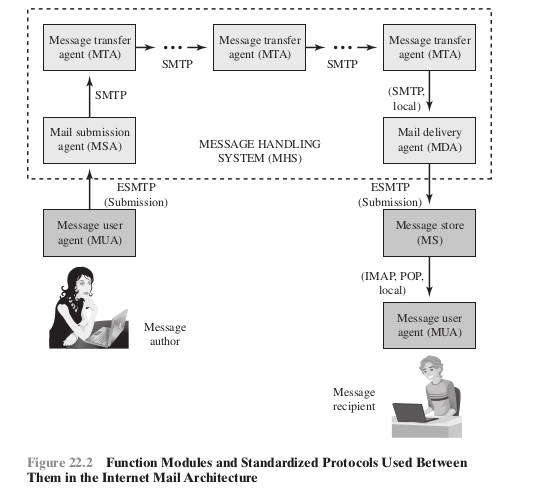 Message transfer
agent (MTA)
SMTP
Message transfer
agent (MTA)
SMTP
Message transfer
agent (MTA)
SMTP
(SMTP,
local)
Mail submission
agent (MSA)
MESSAGE HANDLING
SYSTEM (MHS)
Mail delivery
agent (MDA)
ESMTP
(Submission)
ESMTP
(Submission)
Message user
agent (MUA)
Message store
(MS)
(IMAP, POP,
local)
Message
author
Message user
agent (MUA)
Message
recipient
Figure 22.2 Function Modules and Standardized Protocols Used Between
Them in the Internet Mail Architecture